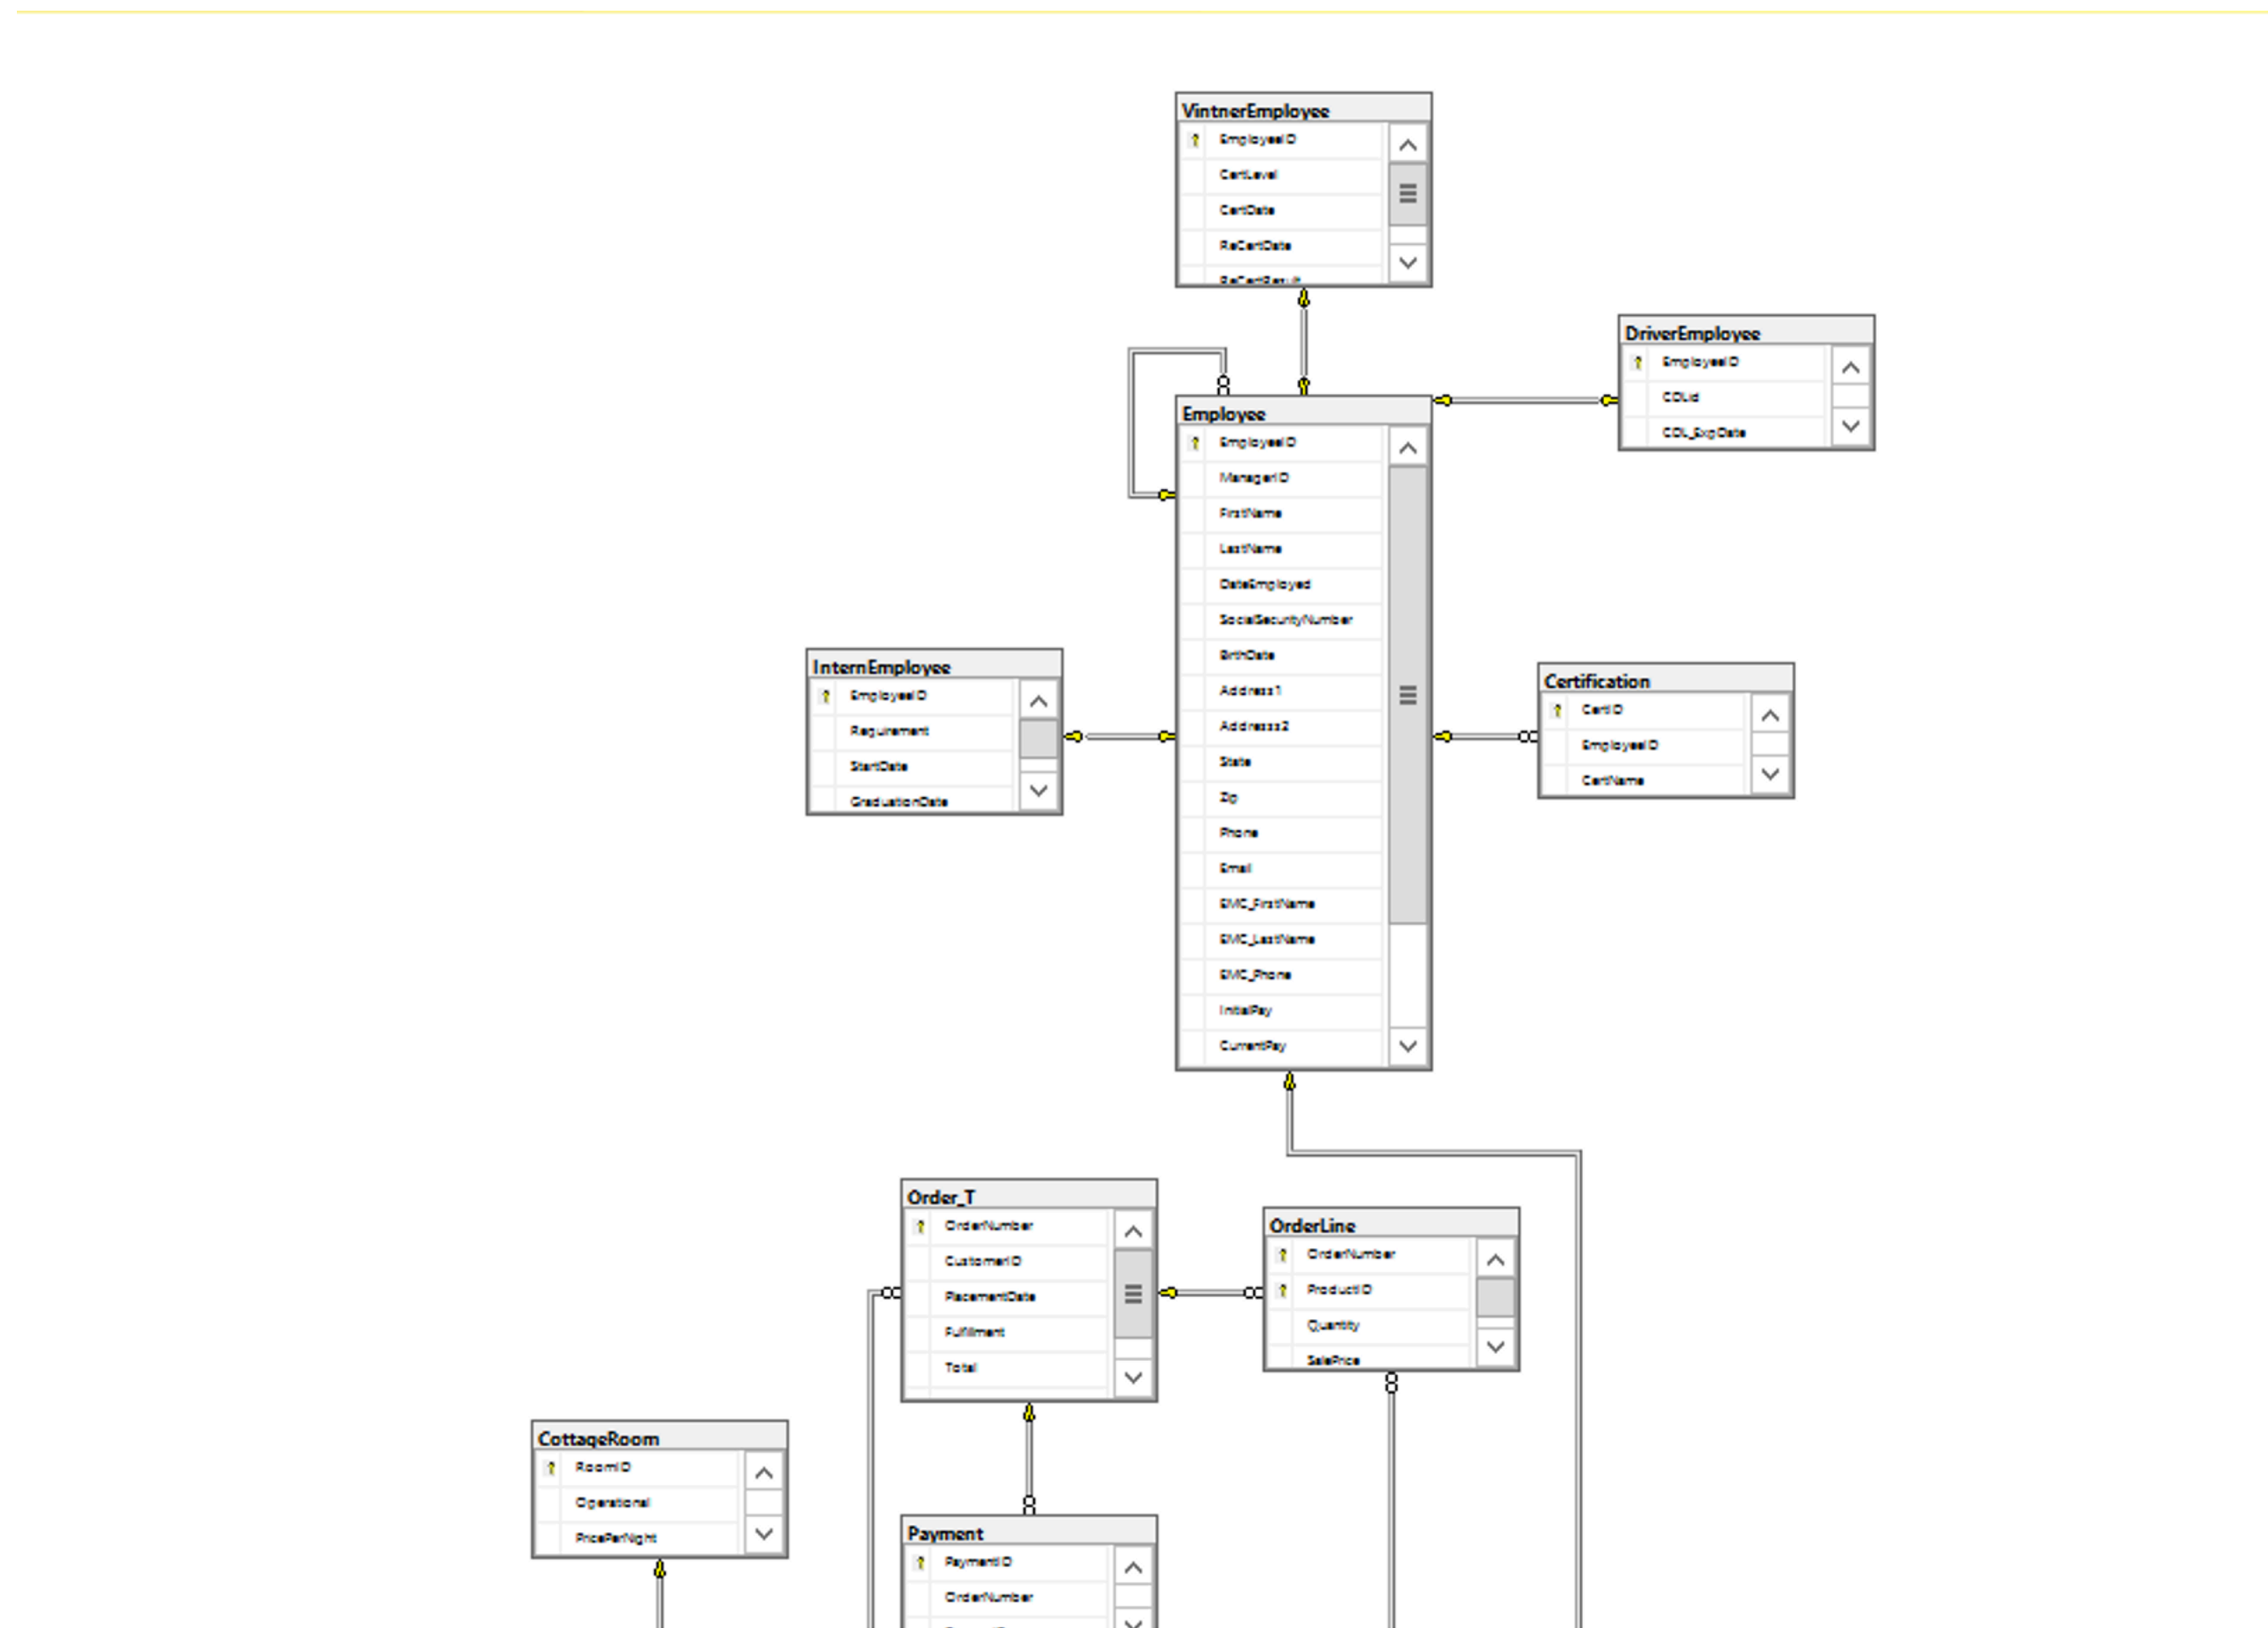 VintnerEmployee
EmployeeID
CertLevel
CertDate
ReCertDate
ReCertResult
DriverEmployee
EmployeeID
CDLid
CDL_ExpDate
Employee
EmployeeID
ManagerID
FirstName
LastName
DateEmployed
SocialSecurityNumber
BirthDate
Address1
Addresss2
State
Zip
Phone
Email
EMC_FirstName
EMC_LastName
EMC_Phone
InitialPay
CurrentPay
InternEmployee
EmployeeID
Requirement
StartDate
GraduationDate
Certification
CertID
EmployeeID
CertName
Order_T
OrderNumber
CustomerID
PlacementDate
Fulfillment
Total
OrderLine
OrderNumber
ProductID
Quantity
SalePrice
CottageRoom
RoomID
Operational
PricePerNight
Payment
PaymentID
OrderNumber